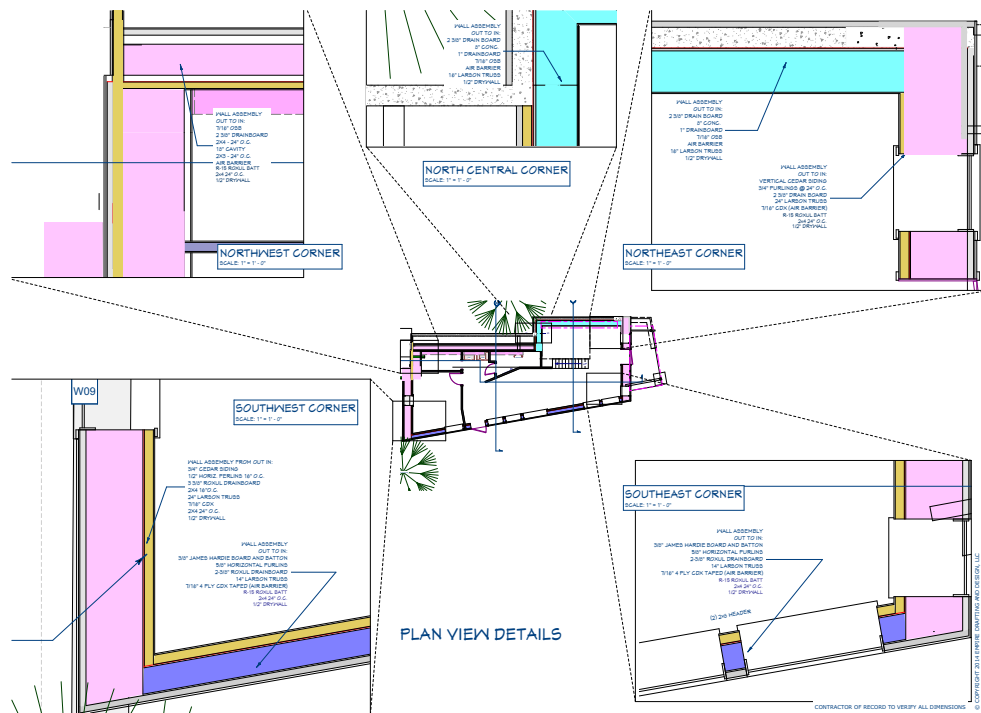 WALL ASSEMBLY
OUT TO IN:
7/16" OSB
2 3/8" DRAINBOARD
2X4 - 24" O.C.
15" CAVITY
2X3 - 24" O.C.
AIR BARRIER
R-15 ROXUL BATT
2x4 24" O.C.
1/2" DRYWALL
NORTHWEST CORNER
SCALE: 1" = 1' - 0"
WALL ASSEMBLY
OUT TO IN:
2 3/8" DRAIN BOARD
8" CONC.
1" DRAINBOARD
7/16" OSB
AIR BARRIER
16" LARSON TRUSS
1/2" DRYWALL
NORTH CENTRAL CORNER
SCALE: 1" = 1' - 0"
WALL ASSEMBLY
OUT TO IN:
2 3/8" DRAIN BOARD
8" CONC.
1" DRAINBOARD
7/16" OSB
AIR BARRIER
16" LARSON TRUSS
1/2" DRYWALL
WALL ASSEMBLY
OUT TO IN:
VERTICAL CEDAR SIDING
3/4" FURLINGS @ 24" O.C.
2 3/8" DRAIN BOARD
24" LARSON TRUSS
7/16" CDX (AIR BARRIER)
R-15 ROXUL BATT
2x4 24" O.C.
1/2" DRYWALL
NORTHEAST CORNER
SCALE: 1" = 1' - 0"
W09
SOUTHWEST CORNER
SCALE: 1" = 1' - 0"
WALL ASSEMBLY FROM OUT IN:
3/4" CEDAR SIDING
1/2" HORIZ. PERLINS 16" O.C.
3 3/8" ROXUL DRAINBOARD
2X4 16"O.C.
24" LARSON TRUSS
7/16" CDX
2X4 24" O.C.
1/2" DRYWALL
WALL ASSEMBLY
OUT TO IN:
3/8" JAMES HARDIE BOARD AND BATTON
5/8" HORIZONTAL FURLINS
2-3/8" ROXUL DRAINBOARD
14" LARSON TRUSS
7/16" 4 PLY CDX TAPED (AIR BARRIER)
R-15 ROXUL BATT
2x4 24" O.C.
1/2" DRYWALL
PLAN VIEW DETAILS
SOUTHEAST CORNER
SCALE: 1" = 1' - 0"
WALL ASSEMBLY
OUT TO IN:
3/8" JAMES HARDIE BOARD AND BATTON
5/8" HORIZONTAL FURLINS
2-3/8" ROXUL DRAINBOARD
14" LARSON TRUSS
7/16" 4 PLY CDX TAPED (AIR BARRIER)
R-15 ROXUL BATT
2x4 24" O.C.
1/2" DRYWALL
(2) 2X6 HEADER
CONTRACTOR OF RECORD TO VERIFY ALL DIMENSIONS
© COPYRIGHT 2014 EMPIRE DRAFTING AND DESIGN, LLC